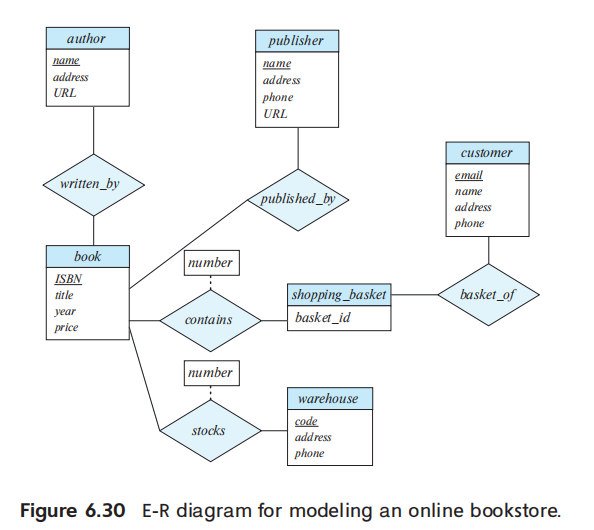 author
name
address
URL
publisher
name
address
phone
URL
customer
email
name
address
phone
written_by
published_by
book
ISBN
title
year
price
number
contains
shopping_basket
basket_id
basket_of
number
stocks
warehouse
code
address
phone
Figure 6.30 E-R diagram for modeling an online bookstore.